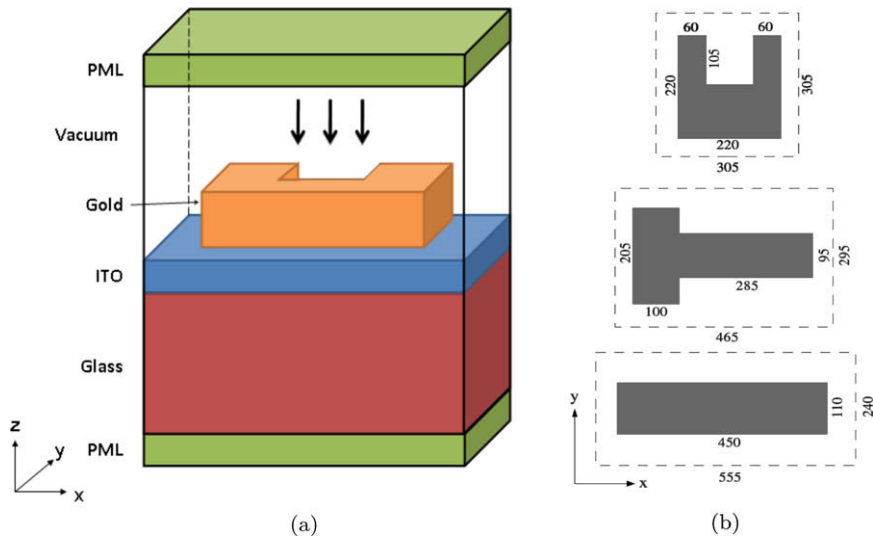 PML
Vacuum
Gold
ITO
Glass
PML
z
y
x
(a)
60 60
105
220
305
220
305
205
95
295
285
100
465
y
110
240
450
x
555
(b)